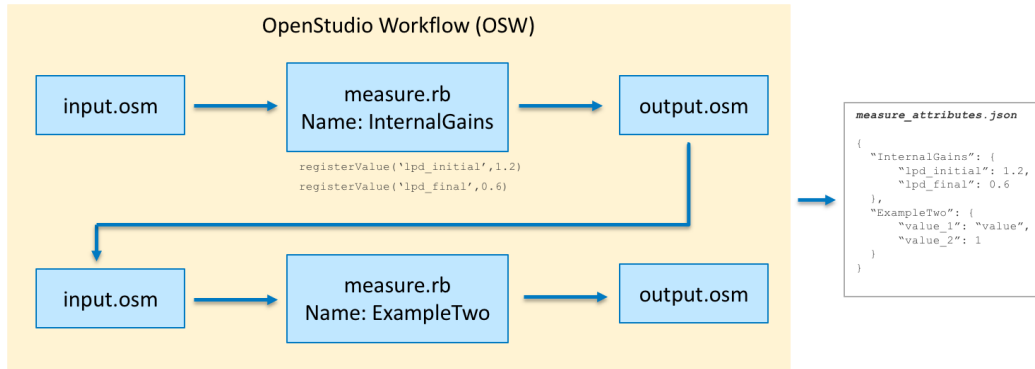 OpenStudio Workflow (OSW)
input.osm
measure.rb
Name: InternalGains
output.osm
registerValue(‘lpd_initial’,1.2)
registerValue(‘lpd_final’,0.6)
input.osm
measure.rb
Name: ExampleTwo
output.osm
measure_attributes.json
{
“InternalGains”: {
“lpd_initial”: 1.2,
“lpd_final”: 0.6
},
“ExampleTwo”: {
“value_1”: “value”,
“value_2”: 1
}
}